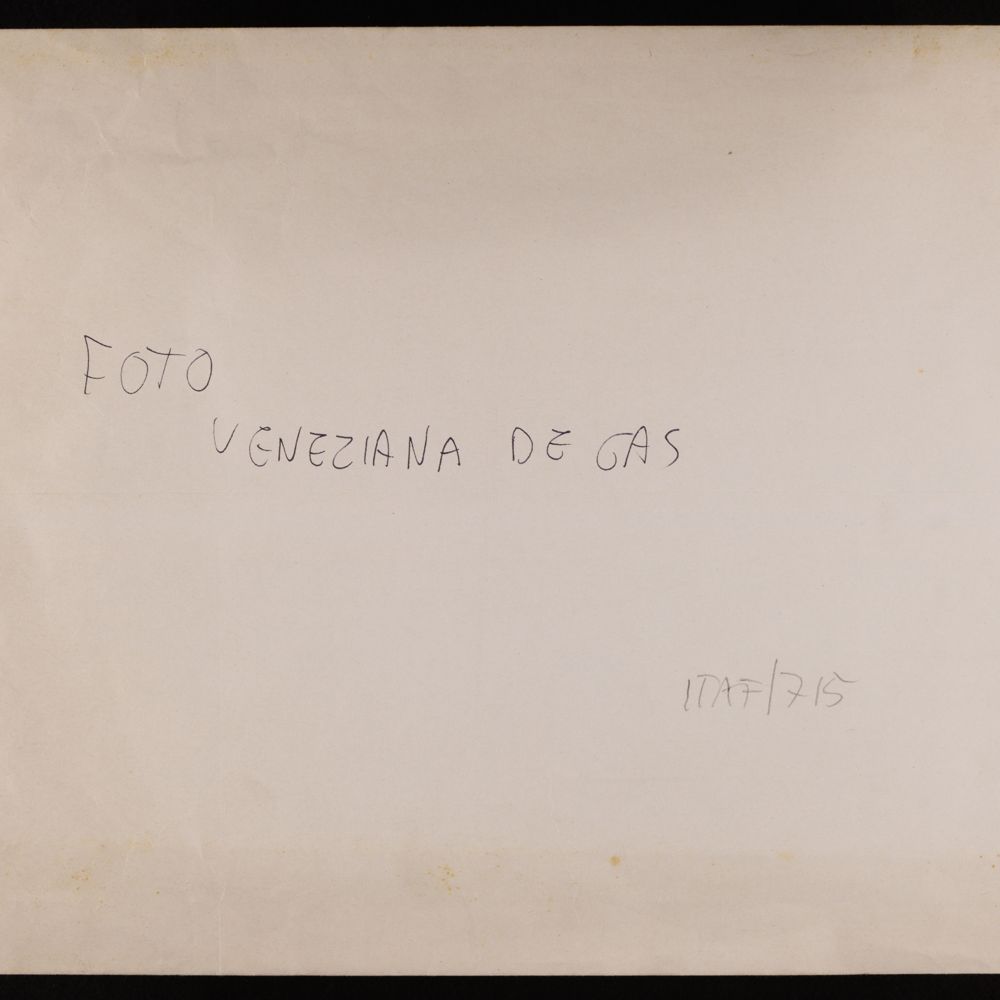 FOTO
VENEZIANA DE GAS
ITAF/715